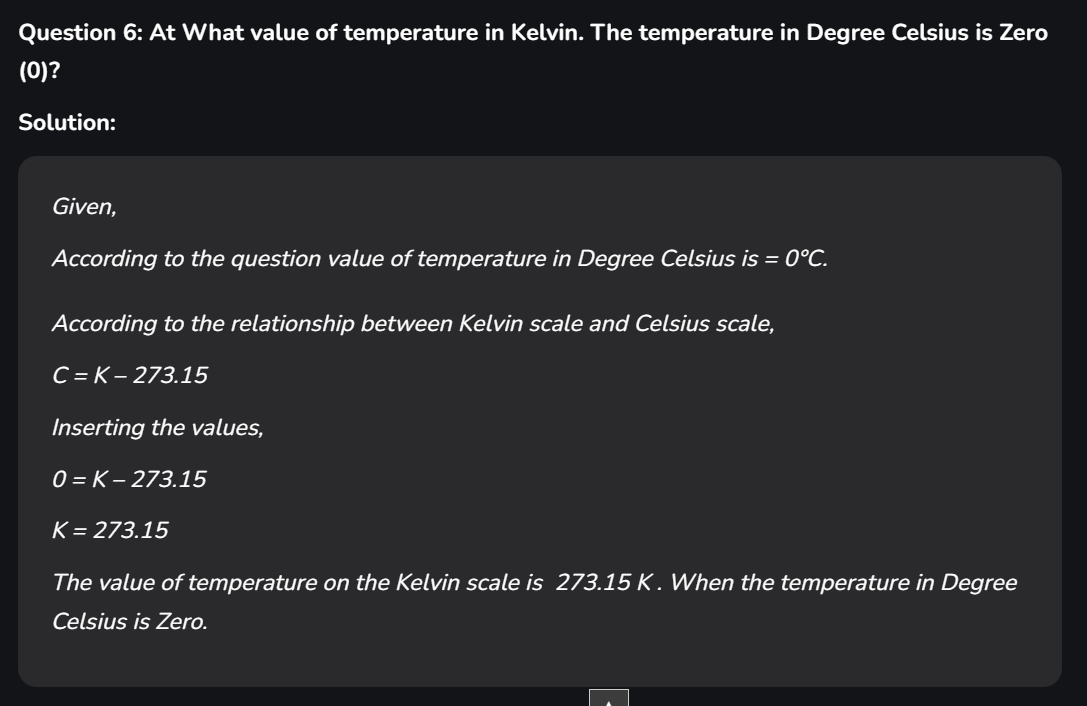 Question 6: At What value of temperature in Kelvin. The temperature in Degree Celsius is Zero
(0)?
Solution:
Given,
According to the question value of temperature in Degree Celsius is = 0°C.
According to the relationship between Kelvin scale and Celsius scale,
C = K – 273.15
Inserting the values,
0 = K – 273.15
K = 273.15
The value of temperature on the Kelvin scale is  273.15 K . When the temperature in Degree
Celsius is Zero.